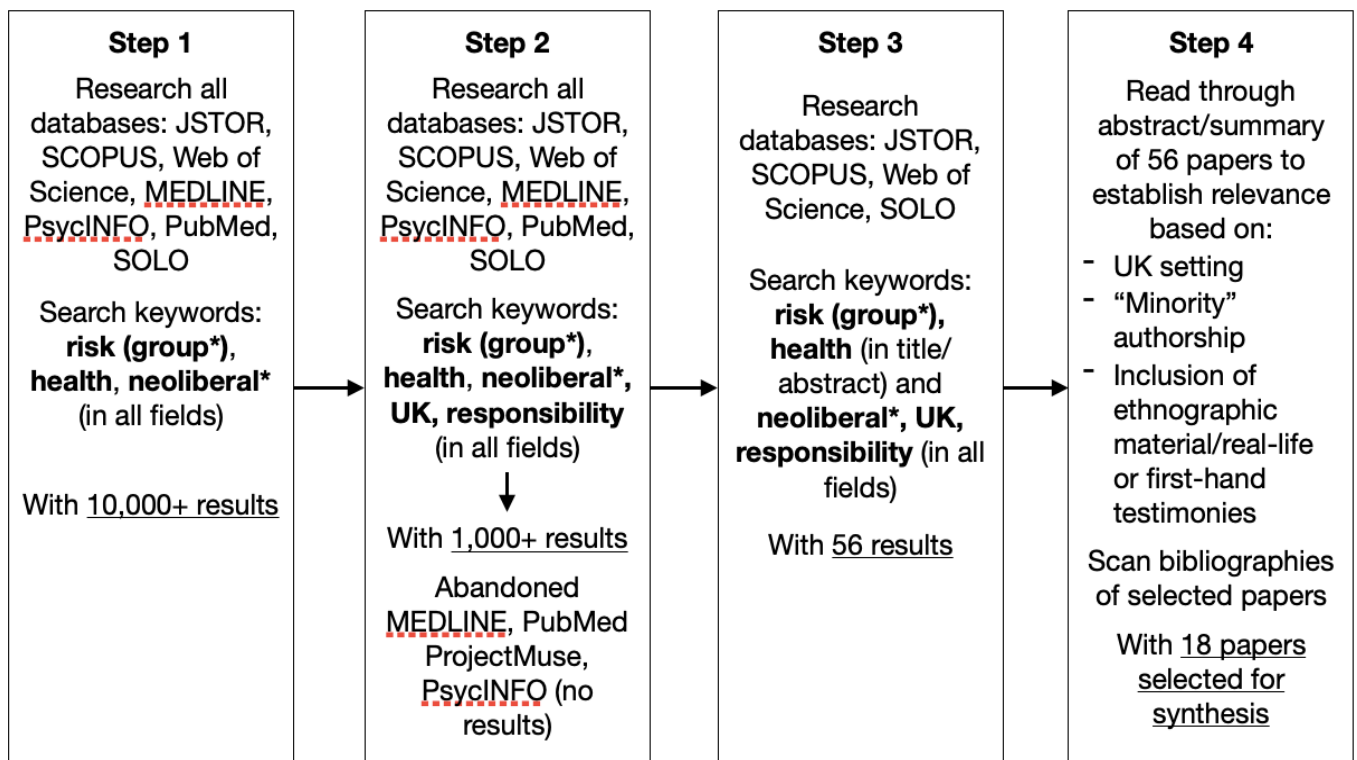 Step 1
Research all
databases: JSTOR,
SCOPUS, Web of
Science, MEDLINE,
PsycINFO, PubMed,
SOLO
Search keywords:
risk (group*),
health, neoliberal*
(in all fields)
With 10,000+ results
Step 2
Research all
databases: JSTOR,
SCOPUS, Web of
Science, MEDLINE,
PsycINFO, PubMed,
SOLO
Search keywords:
risk (group*),
health, neoliberal*,
UK, responsibility
(in all fields)
With 1,000+ results
Abandoned
MEDLINE, PubMed
ProjectMuse,
PsycINFO (no
results)
Step 3
Research
databases: JSTOR,
SCOPUS, Web of
Science, SOLO
Search keywords:
risk (group*),
health (in title/
abstract) and
neoliberal*, UK,
responsibility (in all
fields)
With 56 results
Step 4
Read through
abstract/summary
of 56 papers to
establish relevance
based on:
- UK setting
- “Minority”
authorship
- Inclusion of
ethnographic
material/real-life
or first-hand
testimonies
Scan bibliographies
of selected papers
With 18 papers
selected for
synthesis